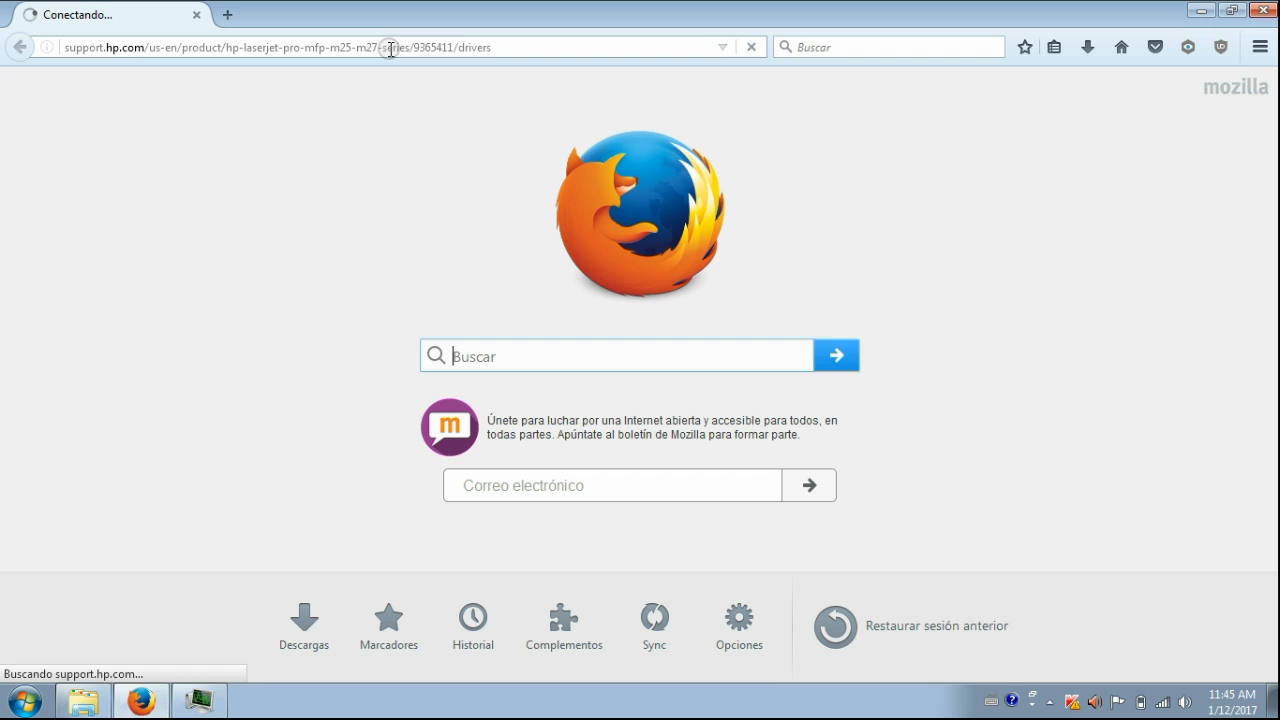 Conectando...
support.hp.com/us-en/product/hp-laserjet-pro-mfp-m25-m27-series/9365411/drivers
Buscar
mozilla
Buscar
m
Únete para luchar por una Internet abierta y accesible para todos, en
todas partes. Apúntate al boletín de Mozilla para formar parte.
Correo electrónico
Descargas
Marcadores
Historial
Complementos
Sync
Opciones
Restaurar sesión anterior
Buscando support.hp.com...
11:45 AM
1/12/2017